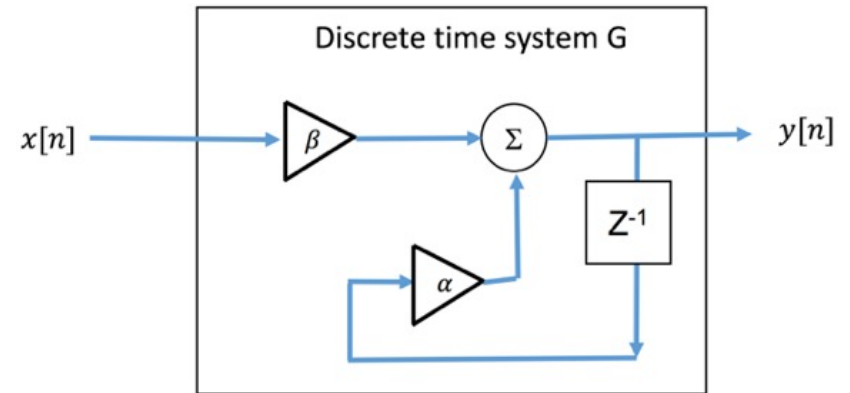 Discrete time system G
x[n]
β
Σ
y[n]
Z⁻¹
α